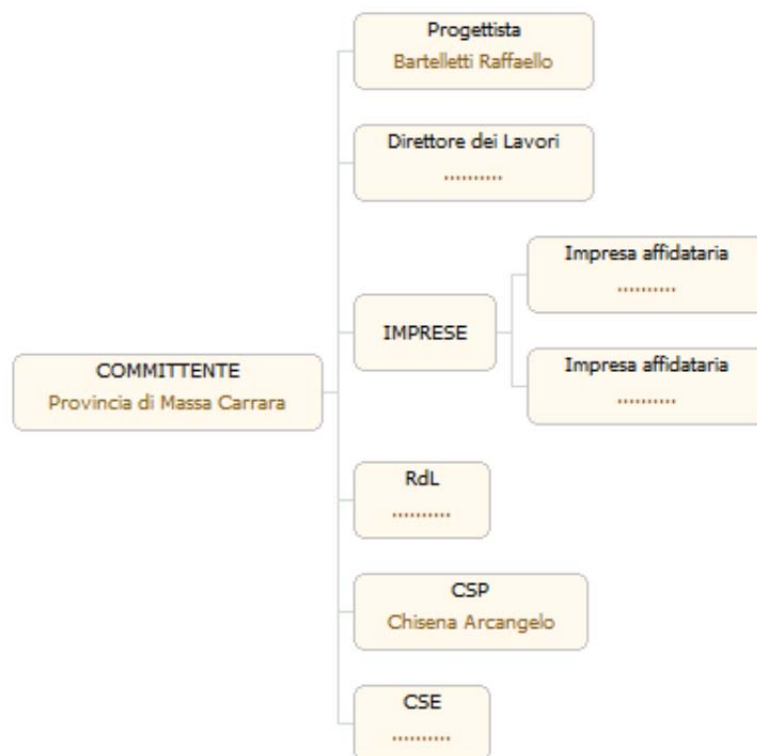 Progettista
Bartelletti Raffaello
Direttore dei Lavori
..........
Impresa affidataria
..........
IMPRESE
Impresa affidataria
..........
COMMITTENTE
Provincia di Massa Carrara
RdL
..........
CSP
Chisena Arcangelo
CSE
..........